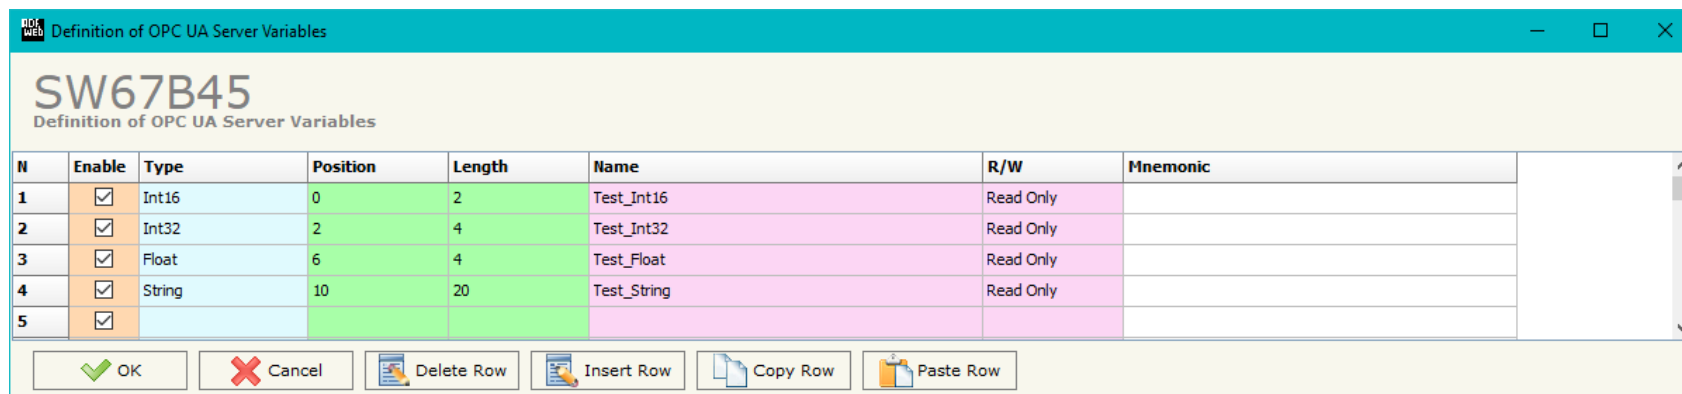 ADF WEB Definition of OPC UA Server Variables
SW67B45
Definition of OPC UA Server Variables
N Enable Type Position Length Name R/W Mnemonic
1 Int16 0 2 Test_Int16 Read Only
2 Int32 2 4 Test_Int32 Read Only
3 Float 6 4 Test_Float Read Only
4 String 10 20 Test_String Read Only
5
OK Cancel Delete Row Insert Row Copy Row Paste Row